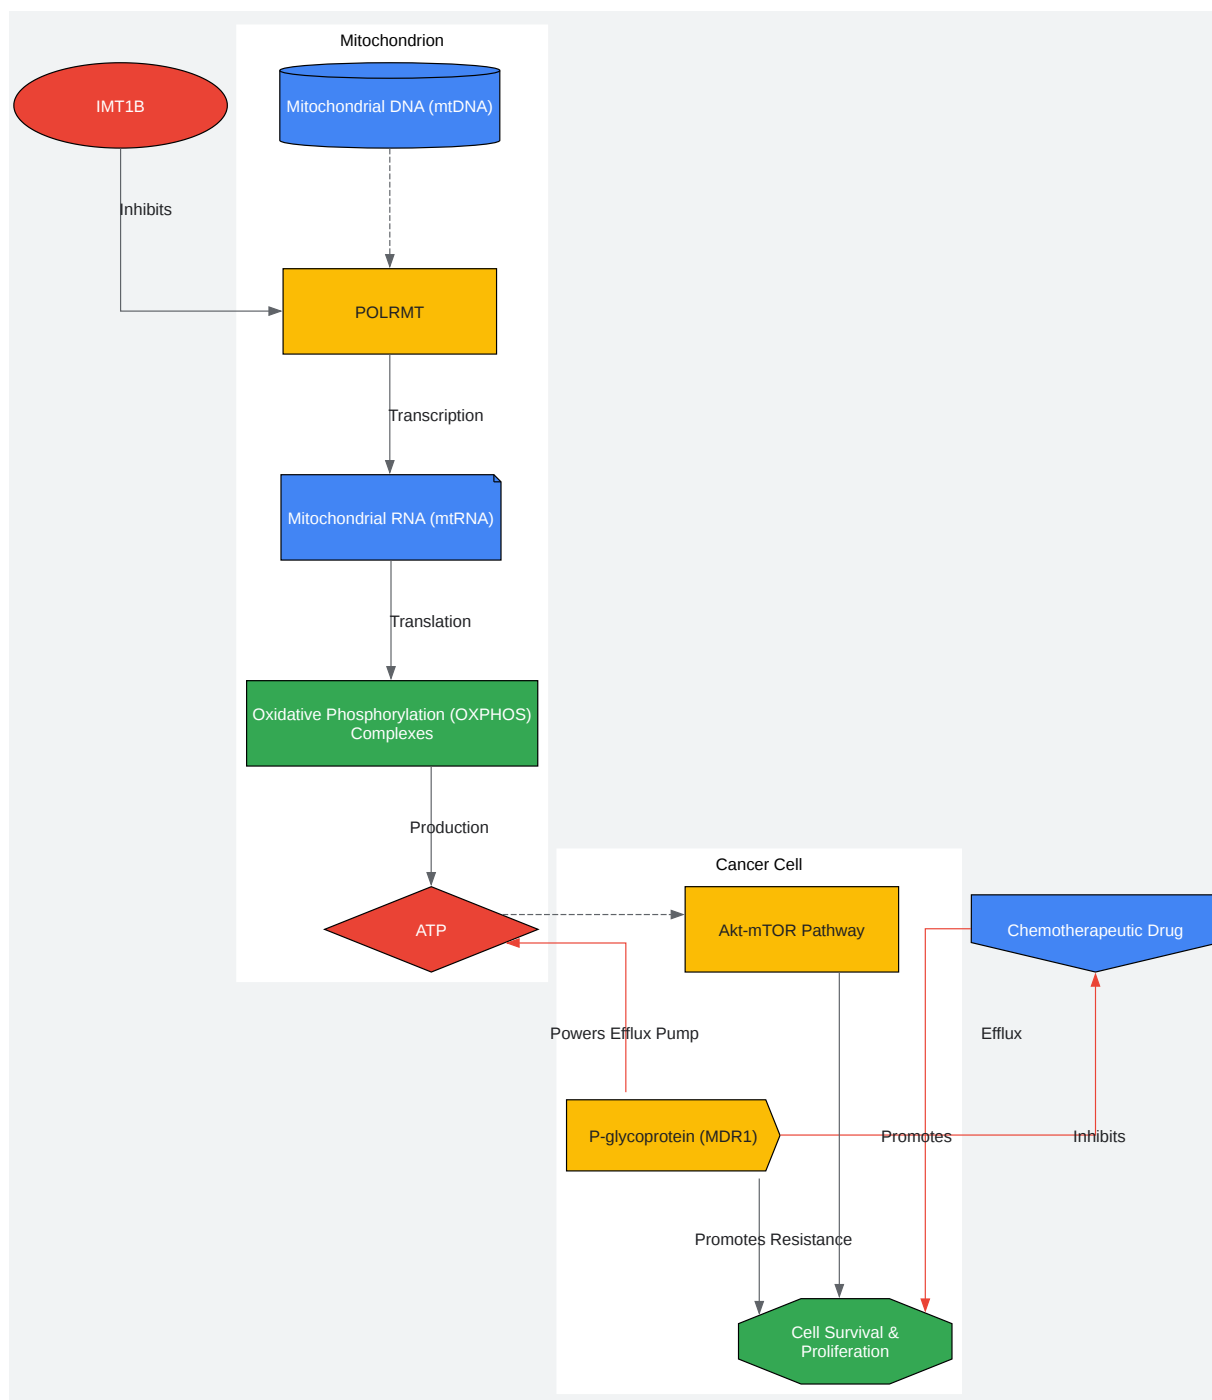 Mitochondrion
IMT1B
Mitochondrial DNA (mtDNA)
Inhibits
POLRMT
Transcription
Mitochondrial RNA (mtRNA)
Translation
Oxidative Phosphorylation (OXPHOS)
Complexes
Production
Cancer Cell
ATP
Akt-mTOR Pathway
Chemotherapeutic Drug
Powers Efflux Pump
Efflux
P-glycoprotein (MDR1)
Promotes
Inhibits
Promotes Resistance
Cell Survival &
Proliferation